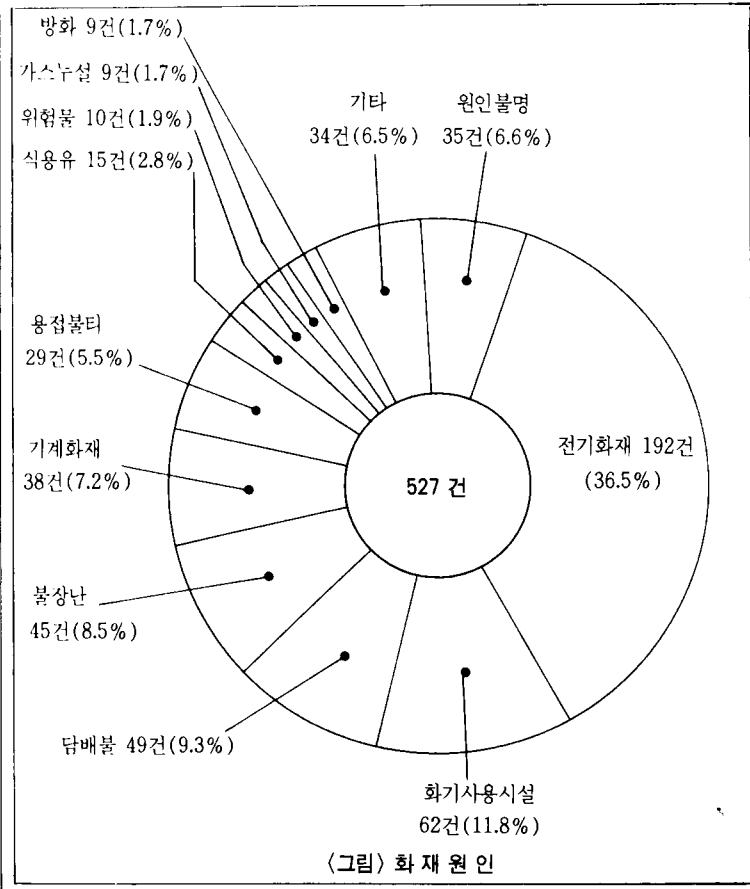 방화 9건(1.7%)
가스누설 9건(1.7%)
위험물 10건(1.9%)
식용유 15건(2.8%)
기타
34건(6.5%)
원인불명
35건(6.6%)
용접불티
29건(5.5%)
기계화재
38건(7.2%)
불장난
45건(8.5%)
담배불 49건(9.3%)
화기사용시설
62건(11.8%)
전기화재 192건
(36.5%)
527 건
〈그림〉 화 재 원 인